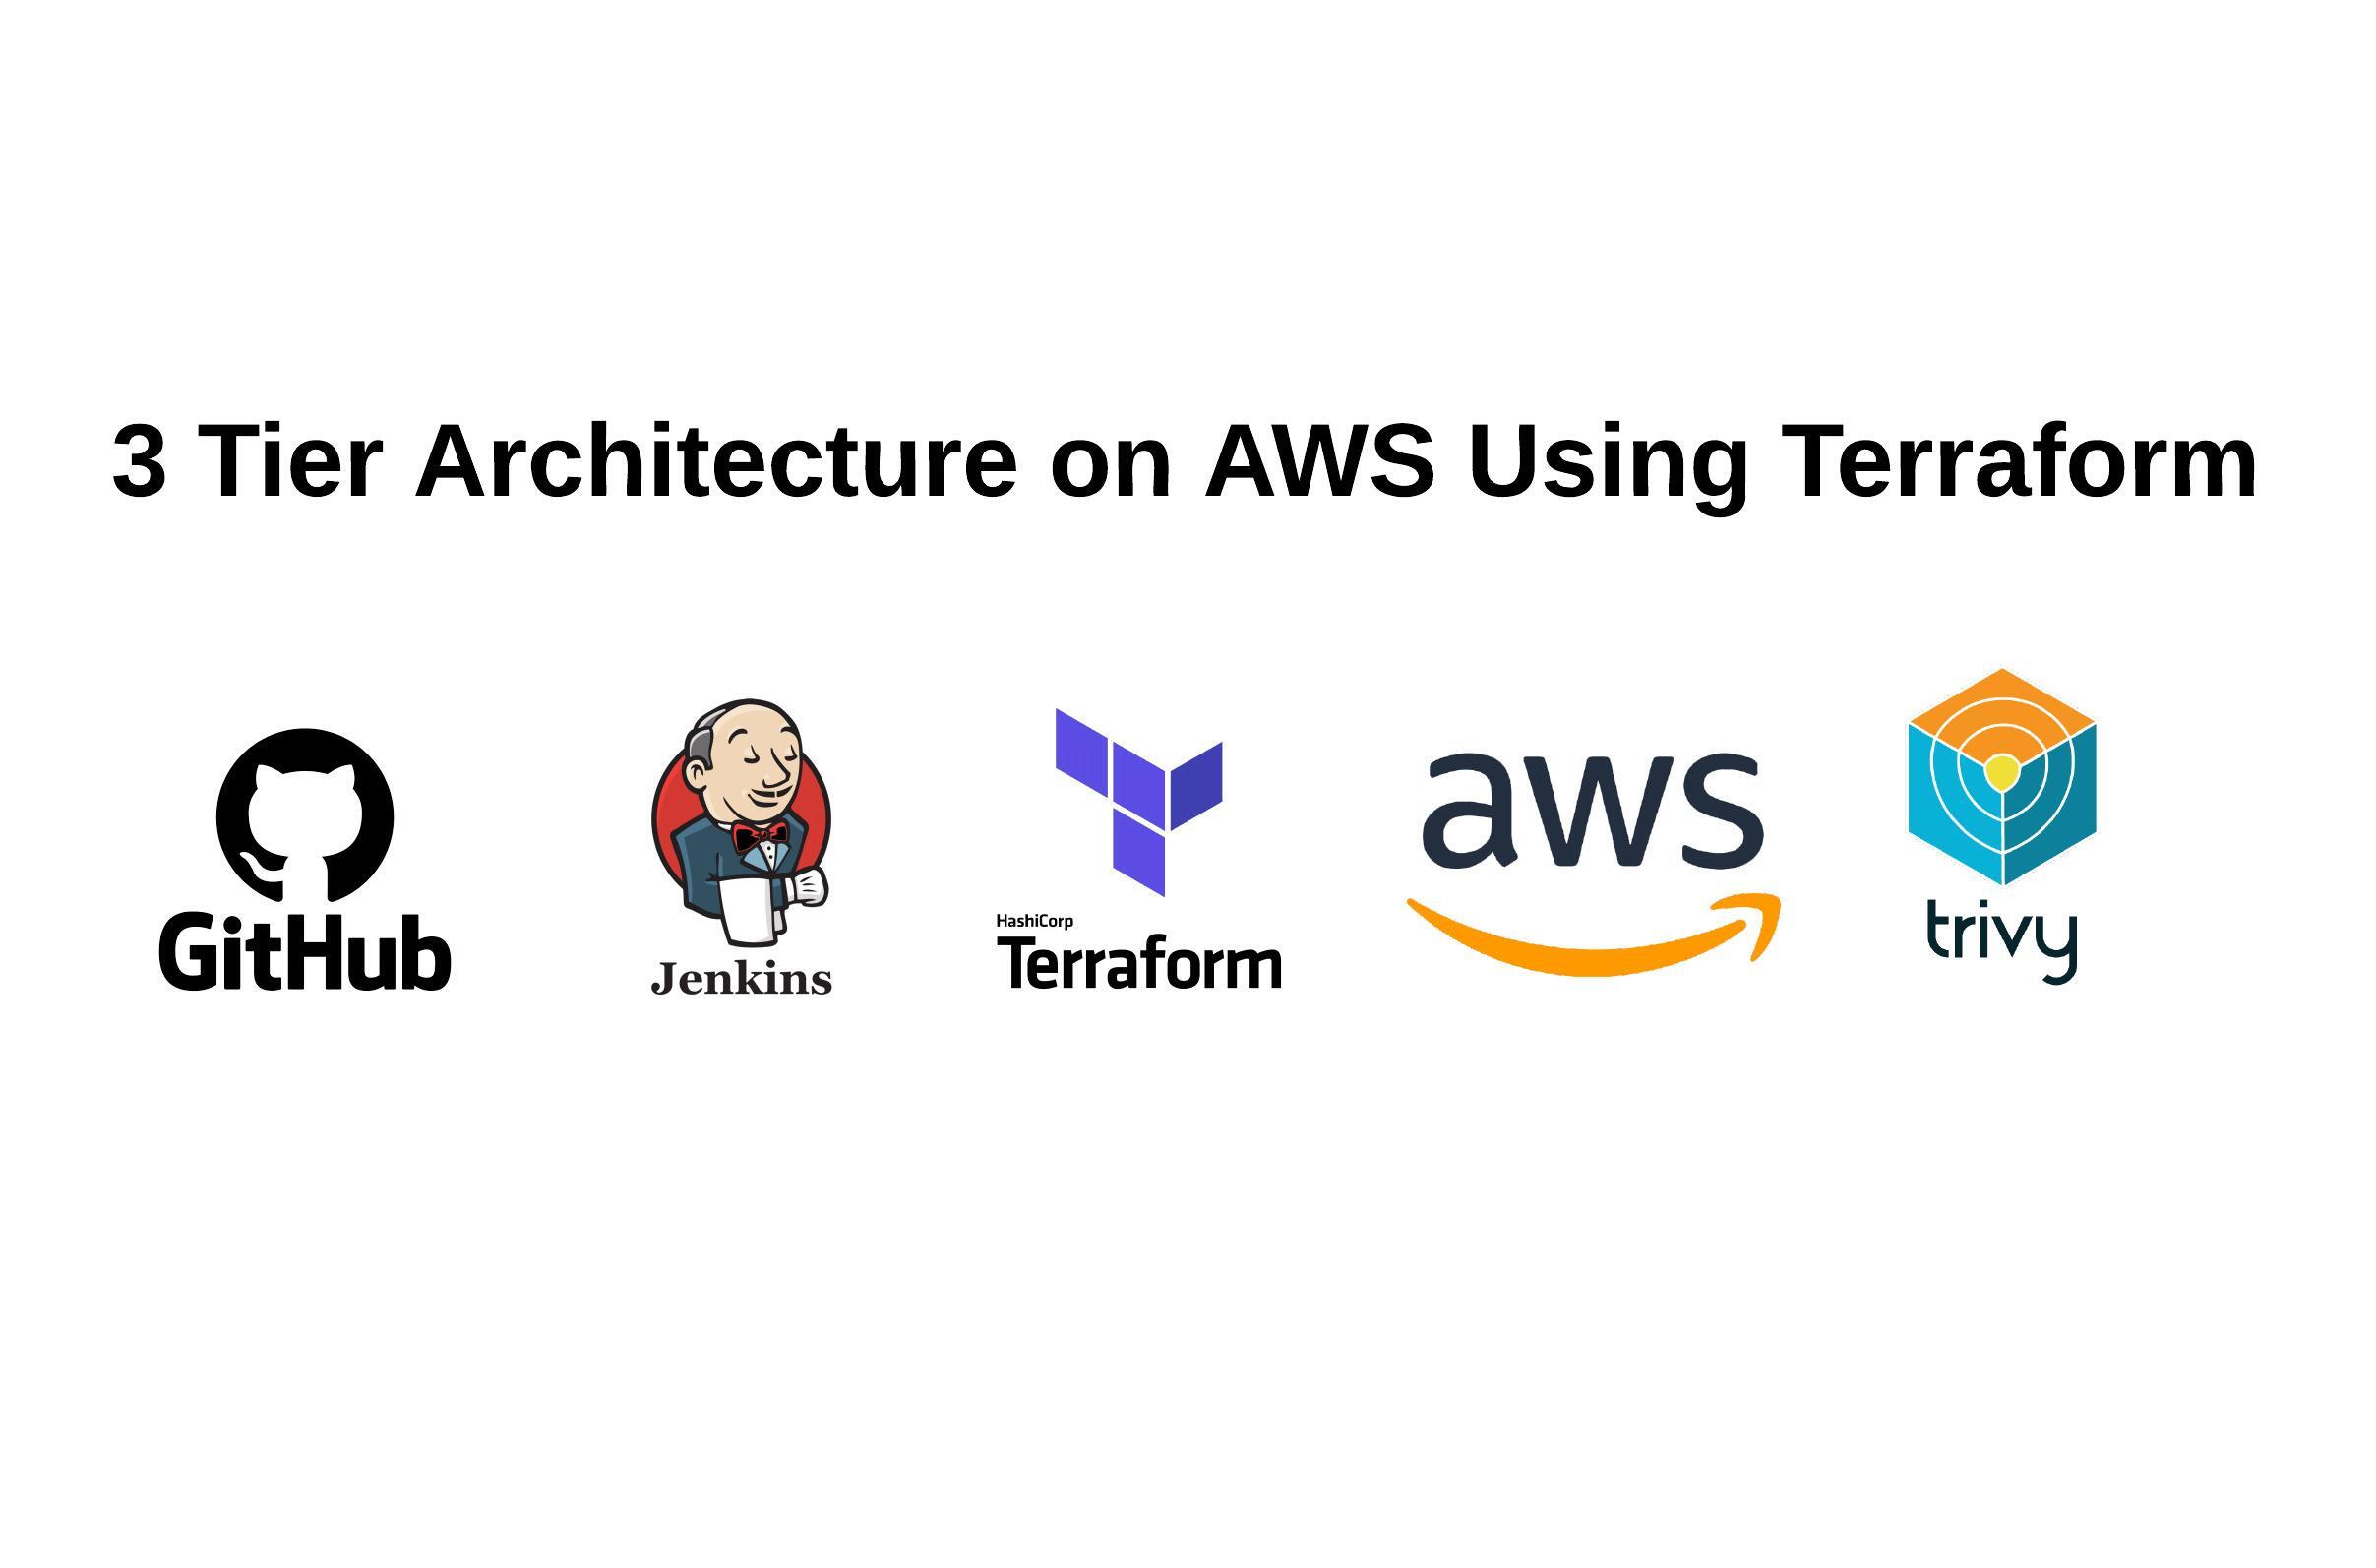 3 Tier Architecture on AWS Using Terraform
GitHub
Jenkins
HashiCorp
Terraform
aws
trivy